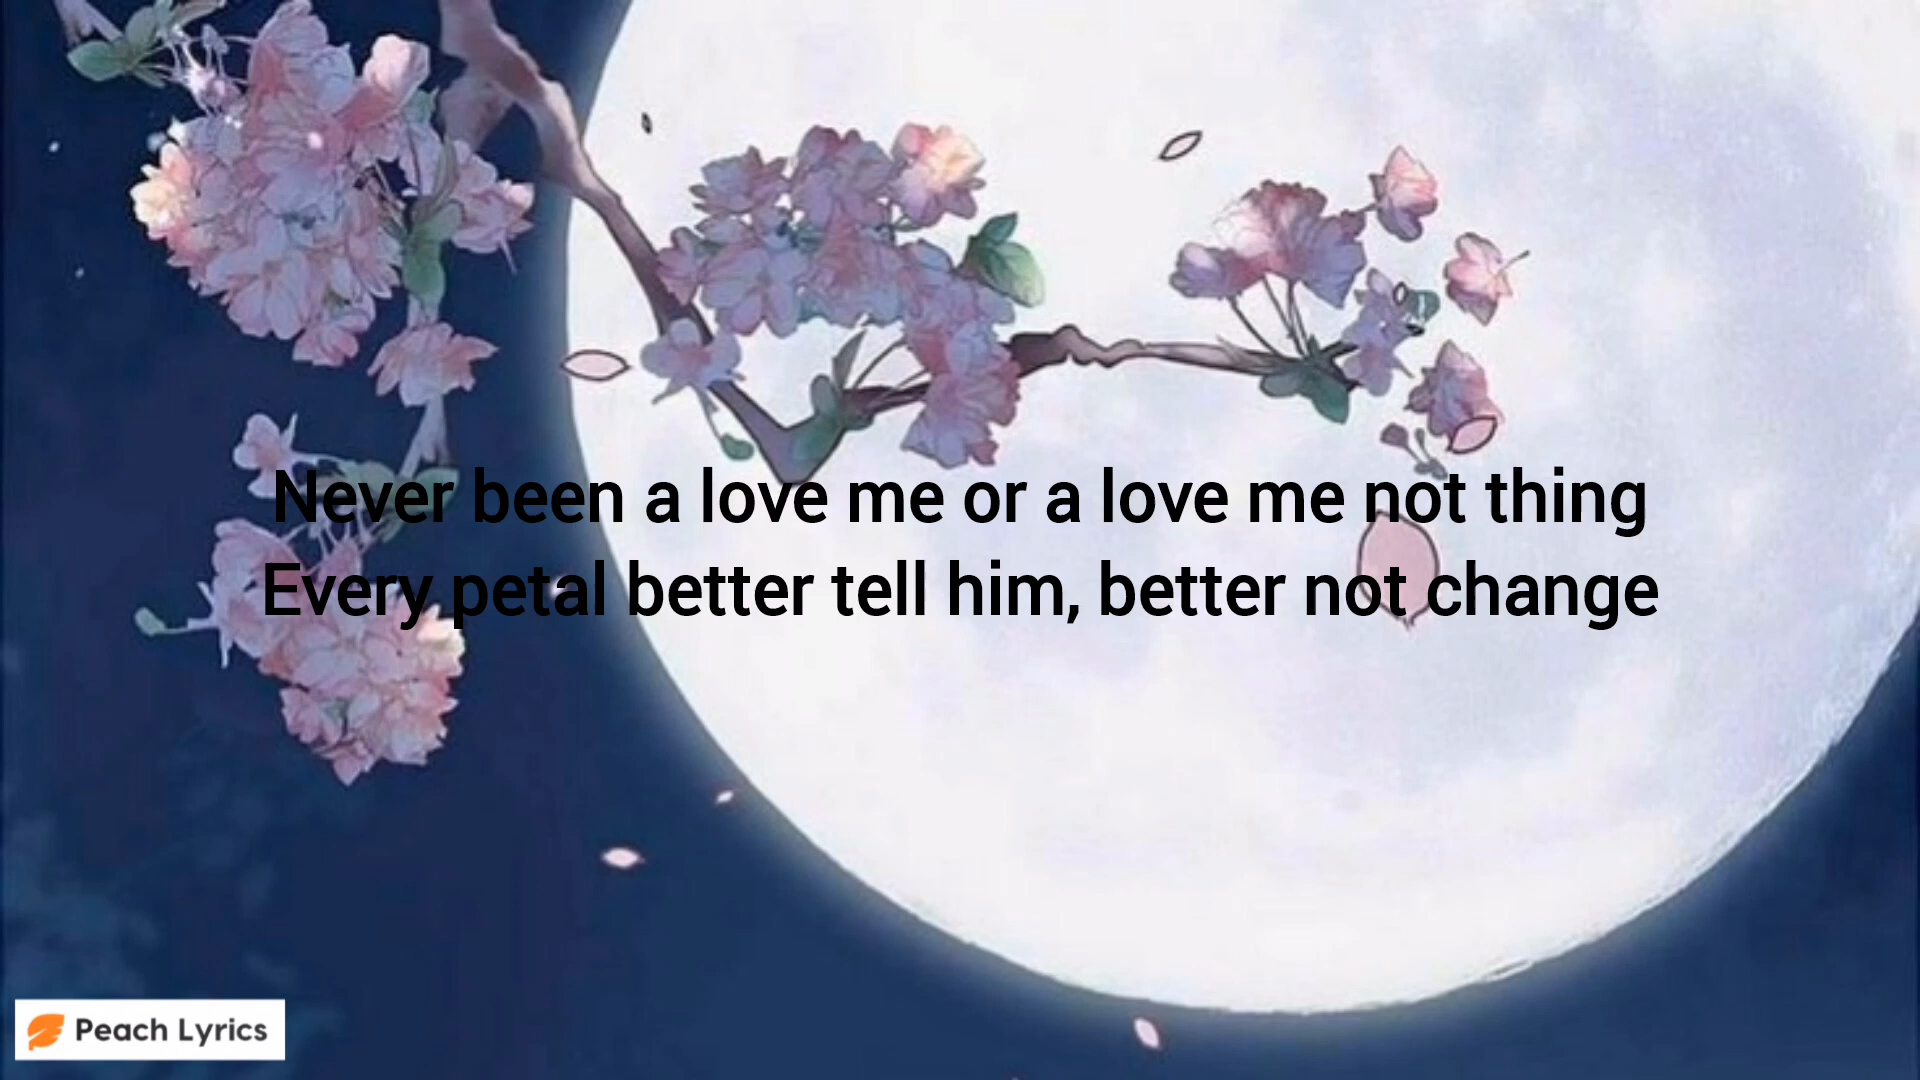 Never been a love me or a love me not thing
Every petal better tell him, better not change
Peach Lyrics